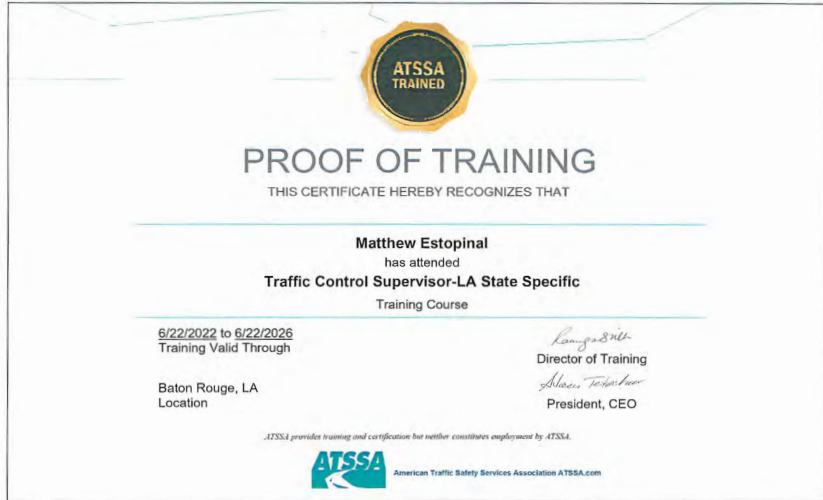 ATSSA
TRAINED
PROOF OF TRAINING
THIS CERTIFICATE HEREBY RECOGNIZES THAT
Matthew Estopinal
has attended
Traffic Control Supervisor-LA State Specific
Training Course
6/22/2022 to 6/22/2026
Training Valid Through
Director of Training
Baton Rouge, LA
Location
President, CEO
ATSSA provides training and certification but neither constitutes employment by ATSSA.
ATSSA
American Traffic Safety Services Association ATSSA.com